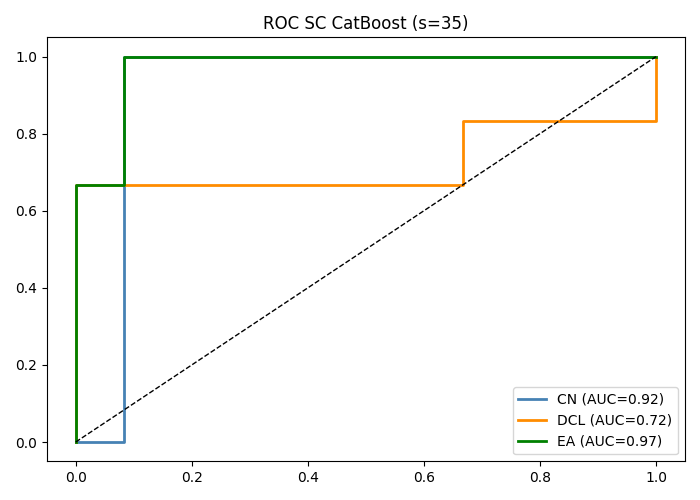 ROC SC CatBoost (s=35)
1.0
0.8
0.6
0.4
0.2
0.0
CN (AUC=0.92)
DCL (AUC=0.72)
EA (AUC=0.97)
0.0 0.2 0.4 0.6 0.8 1.0